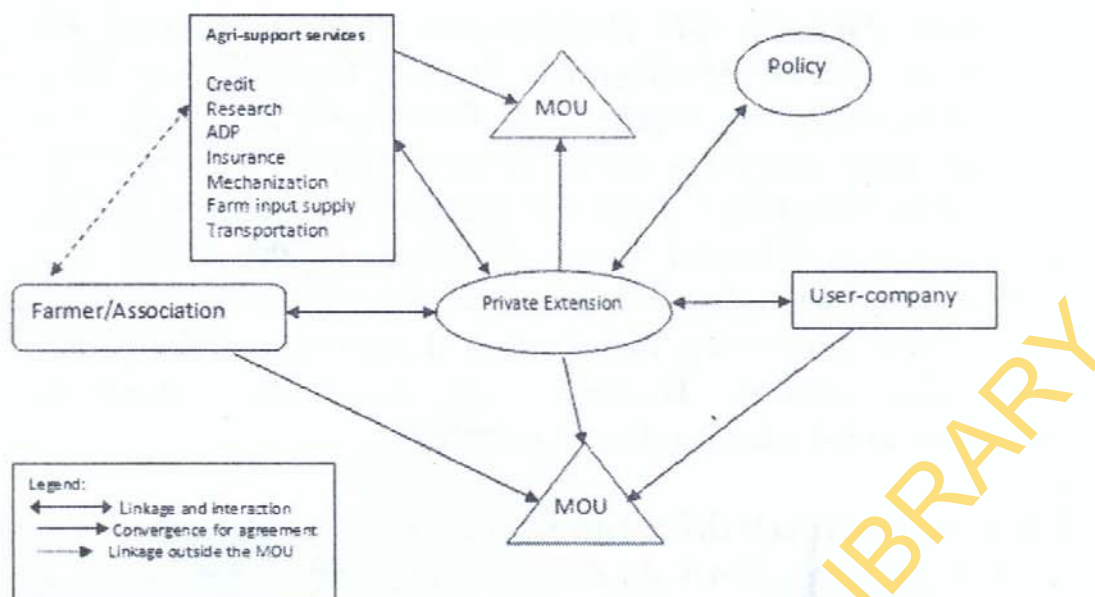 Agri-support services
Credit
Research
ADP
Insurance
Mechanization
Farm input supply
Transportation
MOU
Policy
Farmer/Association
Private Extension
User-company
MOU
Legend:
Linkage and interaction
Convergence for agreement
Linkage outside the MOU
IBRARY